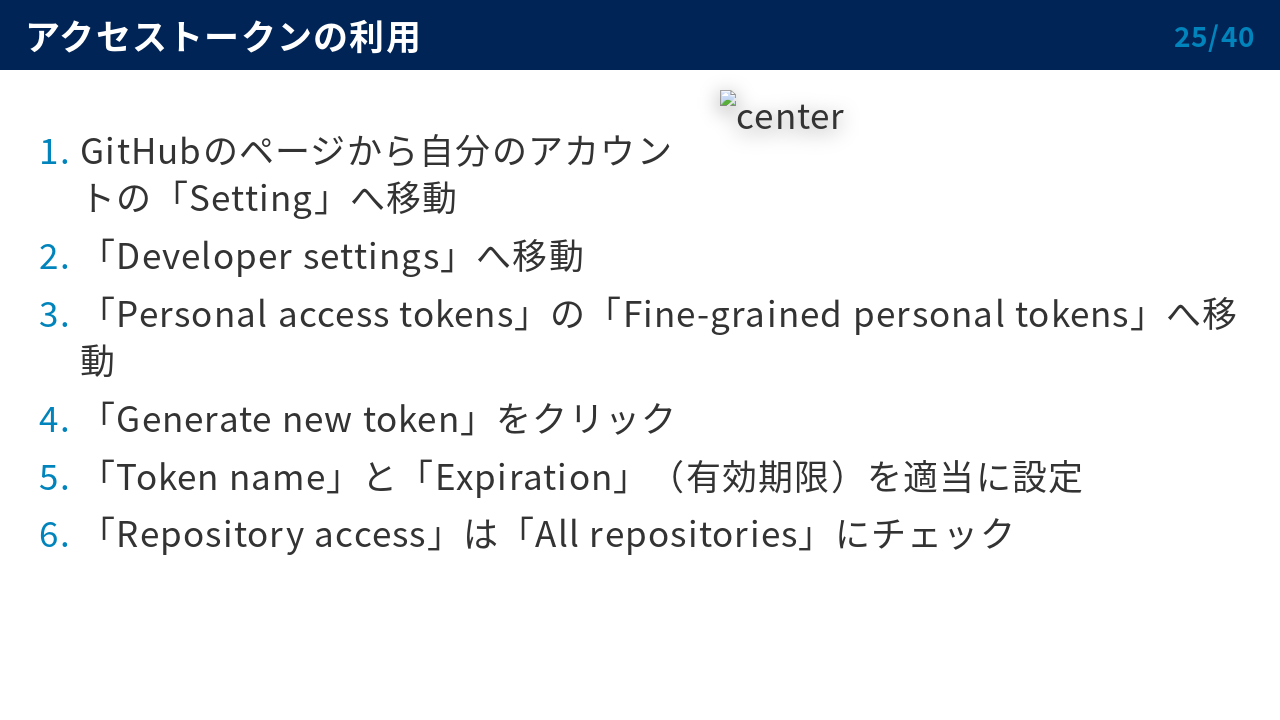 アクセストークンの利用
25/40
center
1. GitHubのページから自分のアカウン
トの「Setting」へ移動
2. 「Developer settings」へ移動
3. 「Personal access tokens」の「Fine-grained personal tokens」へ移
動
4. 「Generate new token」をクリック
5. 「Token name」と「Expiration」（有効期限）を適当に設定
6. 「Repository access」は「All repositories」にチェック